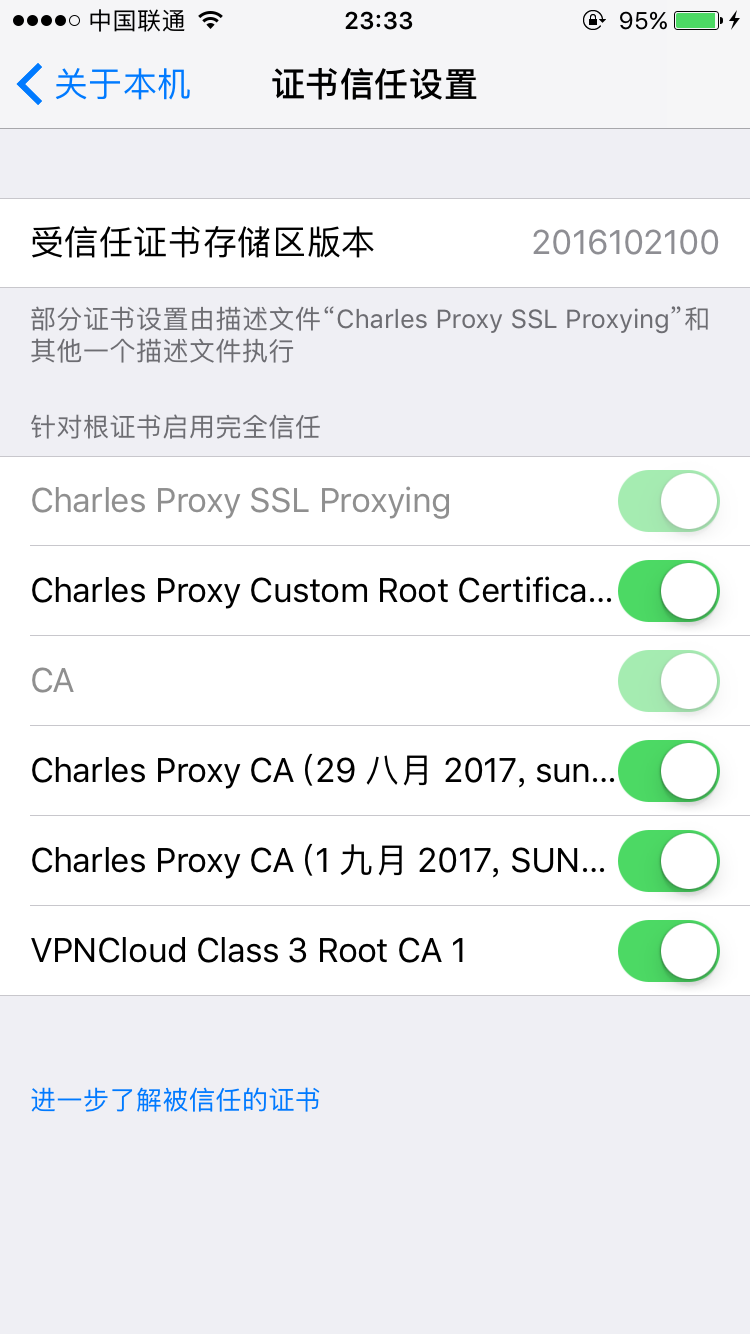 中国联通 23:33 95%
关于本机 证书信任设置
受信任证书存储区版本 2016102100
部分证书设置由描述文件“Charles Proxy SSL Proxying”和
其他一个描述文件执行
针对根证书启用完全信任
Charles Proxy SSL Proxying
Charles Proxy Custom Root Certifica...
CA
Charles Proxy CA (29 八月 2017, sun...
Charles Proxy CA (1 九月 2017, SUN...
VPNCloud Class 3 Root CA 1
进一步了解被信任的证书